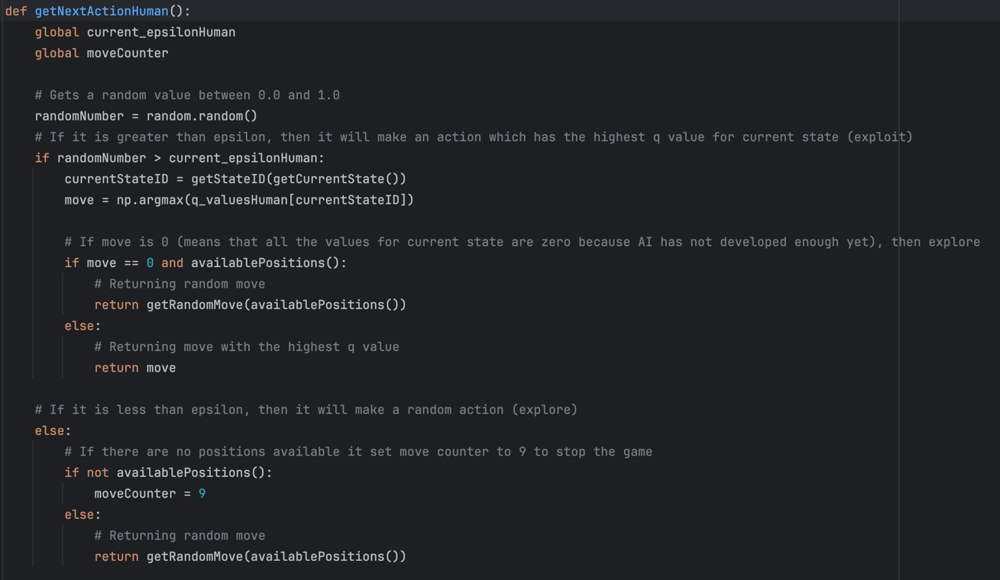 def getNextActionHuman():
    global current_epsilonHuman
    global moveCounter

    # Gets a random value between 0.0 and 1.0
    randomNumber = random.random()
    # If it is greater than epsilon, then it will make an action which has the highest q value for current state (exploit)
    if randomNumber > current_epsilonHuman:
        currentStateID = getStateID(getCurrentState())
        move = np.argmax(q_valuesHuman[currentStateID])

        # If move is 0 (means that all the values for current state are zero because AI has not developed enough yet), then explore
        if move == 0 and availablePositions():
            # Returning random move
            return getRandomMove(availablePositions())
        else:
            # Returning move with the highest q value
            return move

    # If it is less than epsilon, then it will make a random action (explore)
    else:
        # If there are no positions available it set move counter to 9 to stop the game
        if not availablePositions():
            moveCounter = 9
        else:
            # Returning random move
            return getRandomMove(availablePositions())